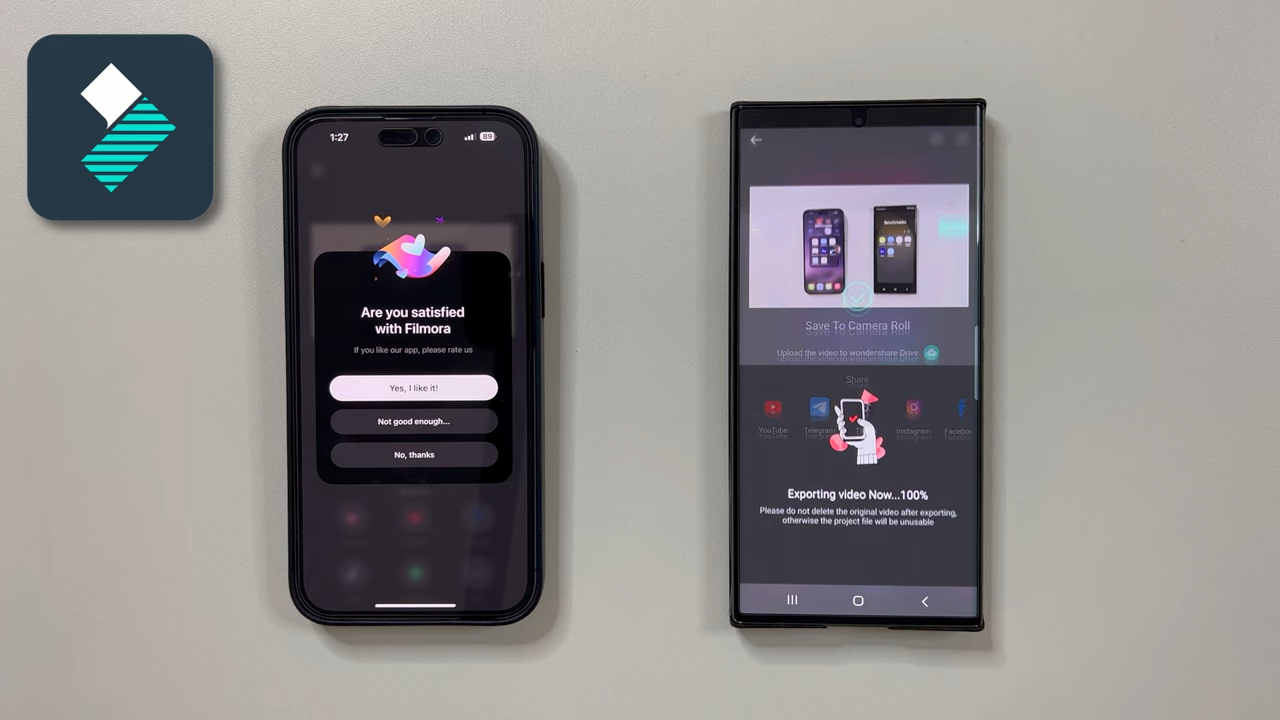 1:27
89
Are you satisfied
with Filmora
If you like our app, please rate us
Yes, I like it!
Not good enough...
No, thanks
Save To Camera Roll
Upload the video to wondershare Drive
Share
YouTube
Telegram
Instagram
Exporting video Now...100%
Please do not delete the original video after exporting,
otherwise the project file will be unusable